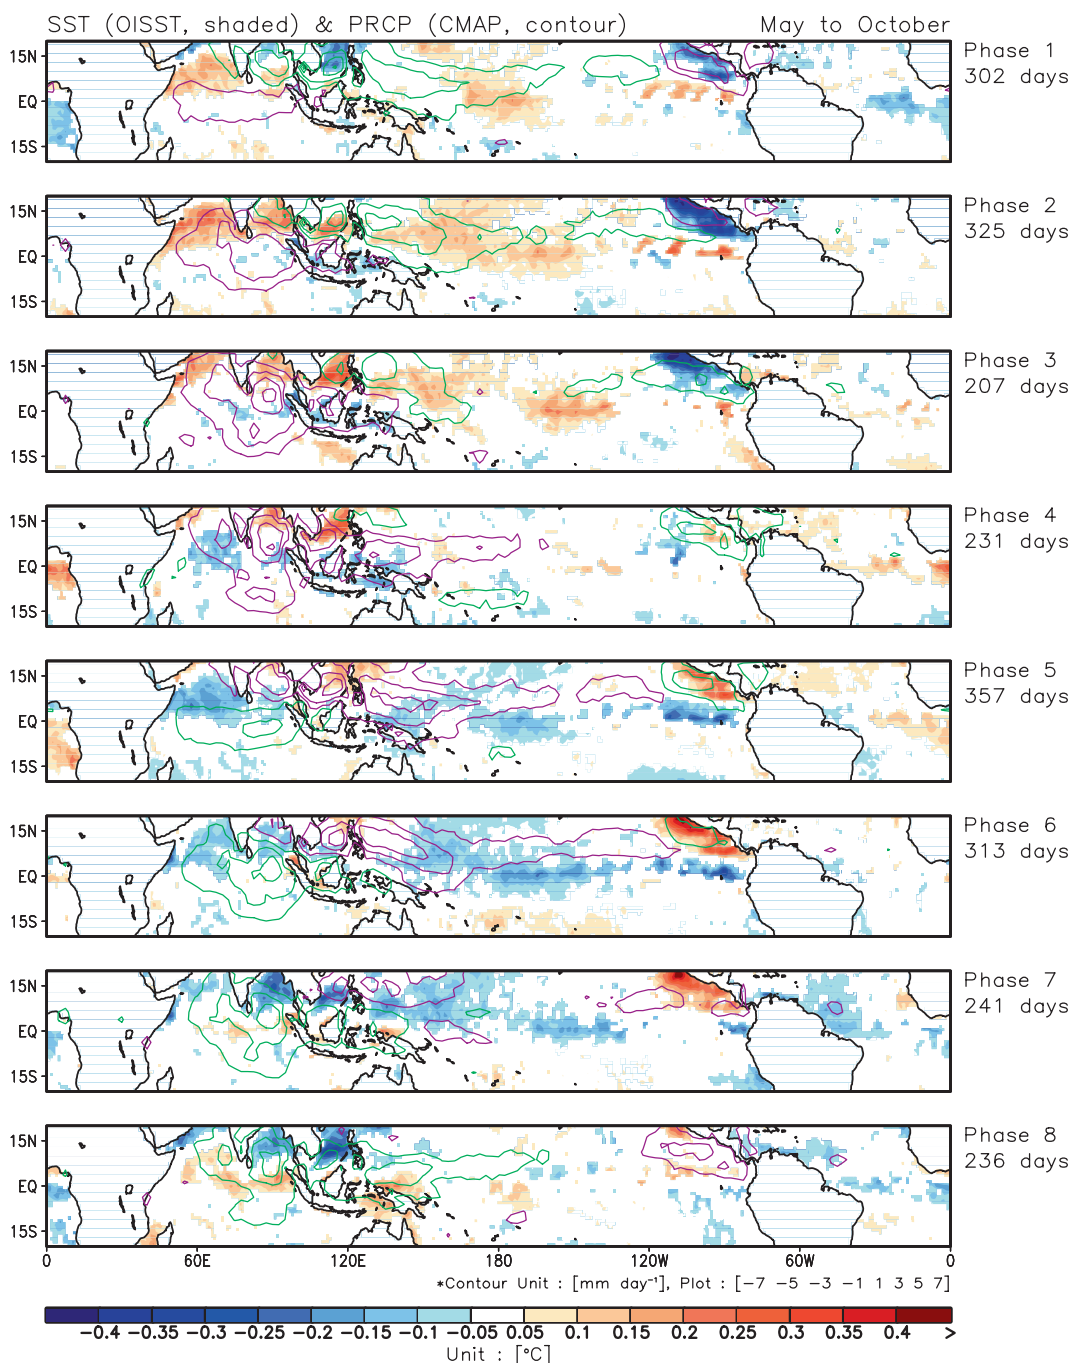 SST (OISST, shaded) & PRCP (CMAP, contour) May to October
15N
EQ
15S
Phase 1
302 days
15N
EQ
15S
Phase 2
325 days
15N
EQ
15S
Phase 3
207 days
15N
EQ
15S
Phase 4
231 days
15N
EQ
15S
Phase 5
357 days
15N
EQ
15S
Phase 6
313 days
15N
EQ
15S
Phase 7
241 days
15N
EQ
15S
Phase 8
236 days
0 60E 120E 180 120W 60W 0
*Contour Unit : [mm day⁻¹], Plot : [−7 −5 −3 −1 1 3 5 7]
−0.4 −0.35 −0.3 −0.25 −0.2 −0.15 −0.1 −0.05 0.05 0.1 0.15 0.2 0.25 0.3 0.35 0.4 >
Unit : [°C]